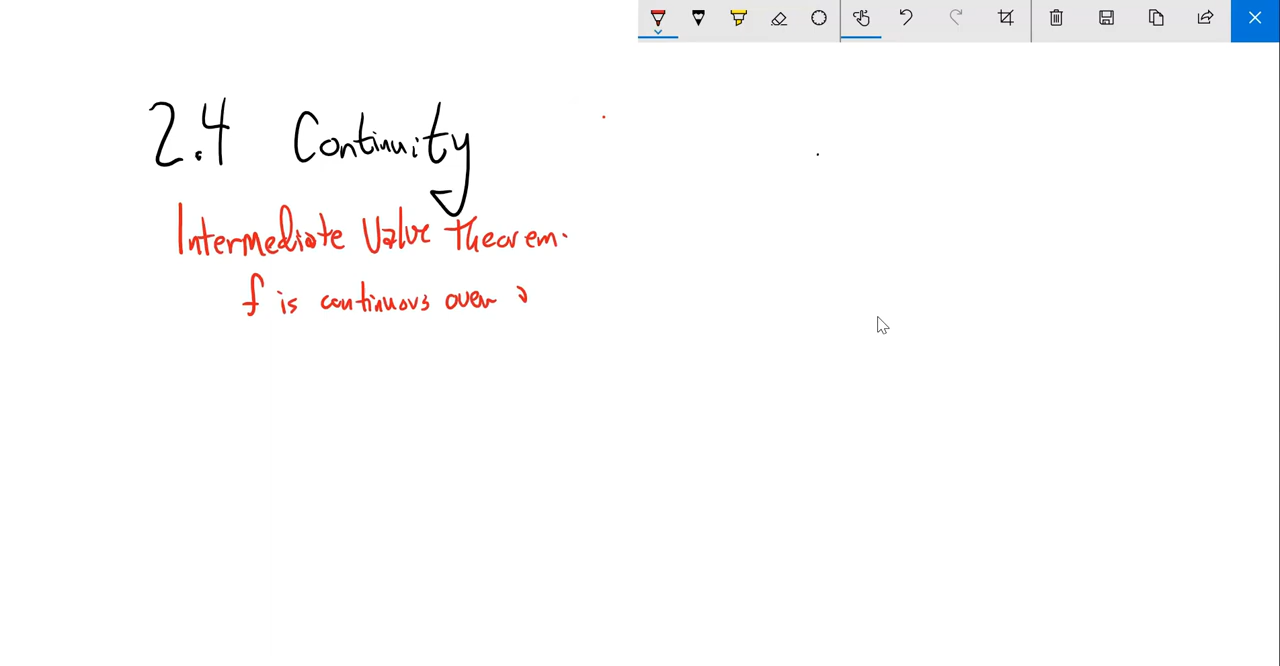 2.4 Continuity
Intermediate Value Theorem.
f is continuous over